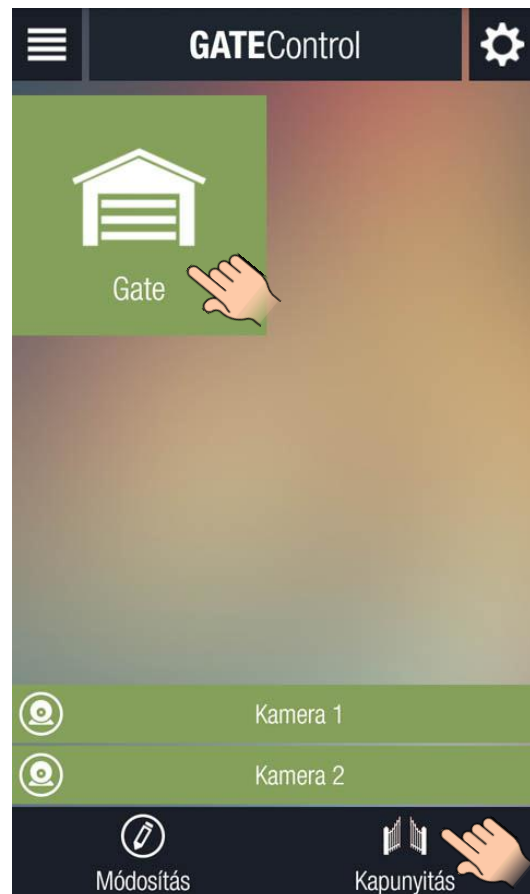 GATEControl
Gate
Kamera 1
Kamera 2
Módosítás
Kapunyitás